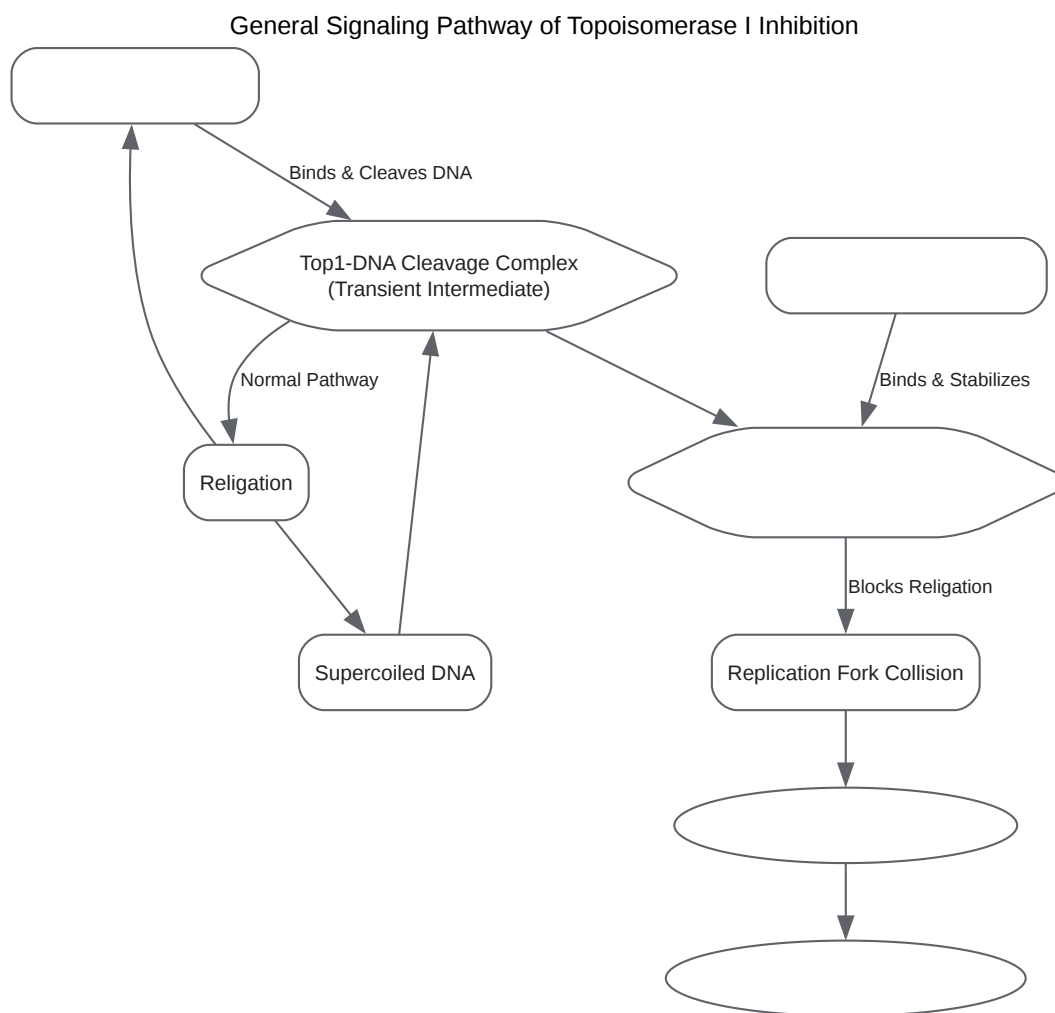 General Signaling Pathway of Topoisomerase I Inhibition
Binds & Cleaves DNA
Top1-DNA Cleavage Complex
(Transient Intermediate)
Normal Pathway
Binds & Stabilizes
Religation
Blocks Religation
Supercoiled DNA
Replication Fork Collision